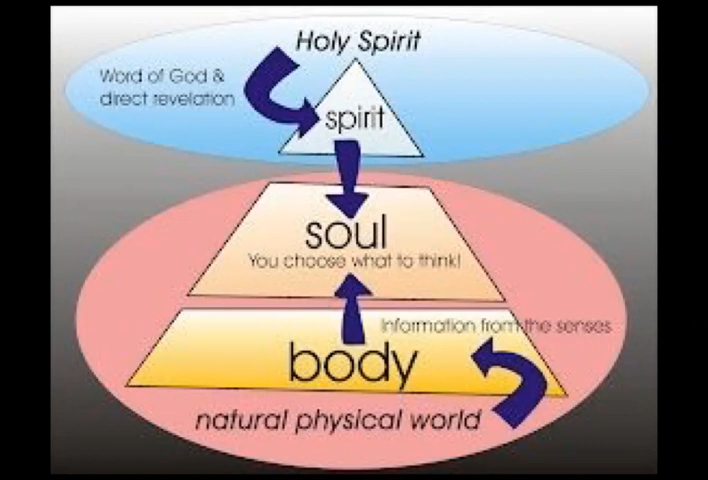 Holy Spirit
Word of God &
direct revelation
spirit
soul
You choose what to think!
Information from the senses
body
natural physical world